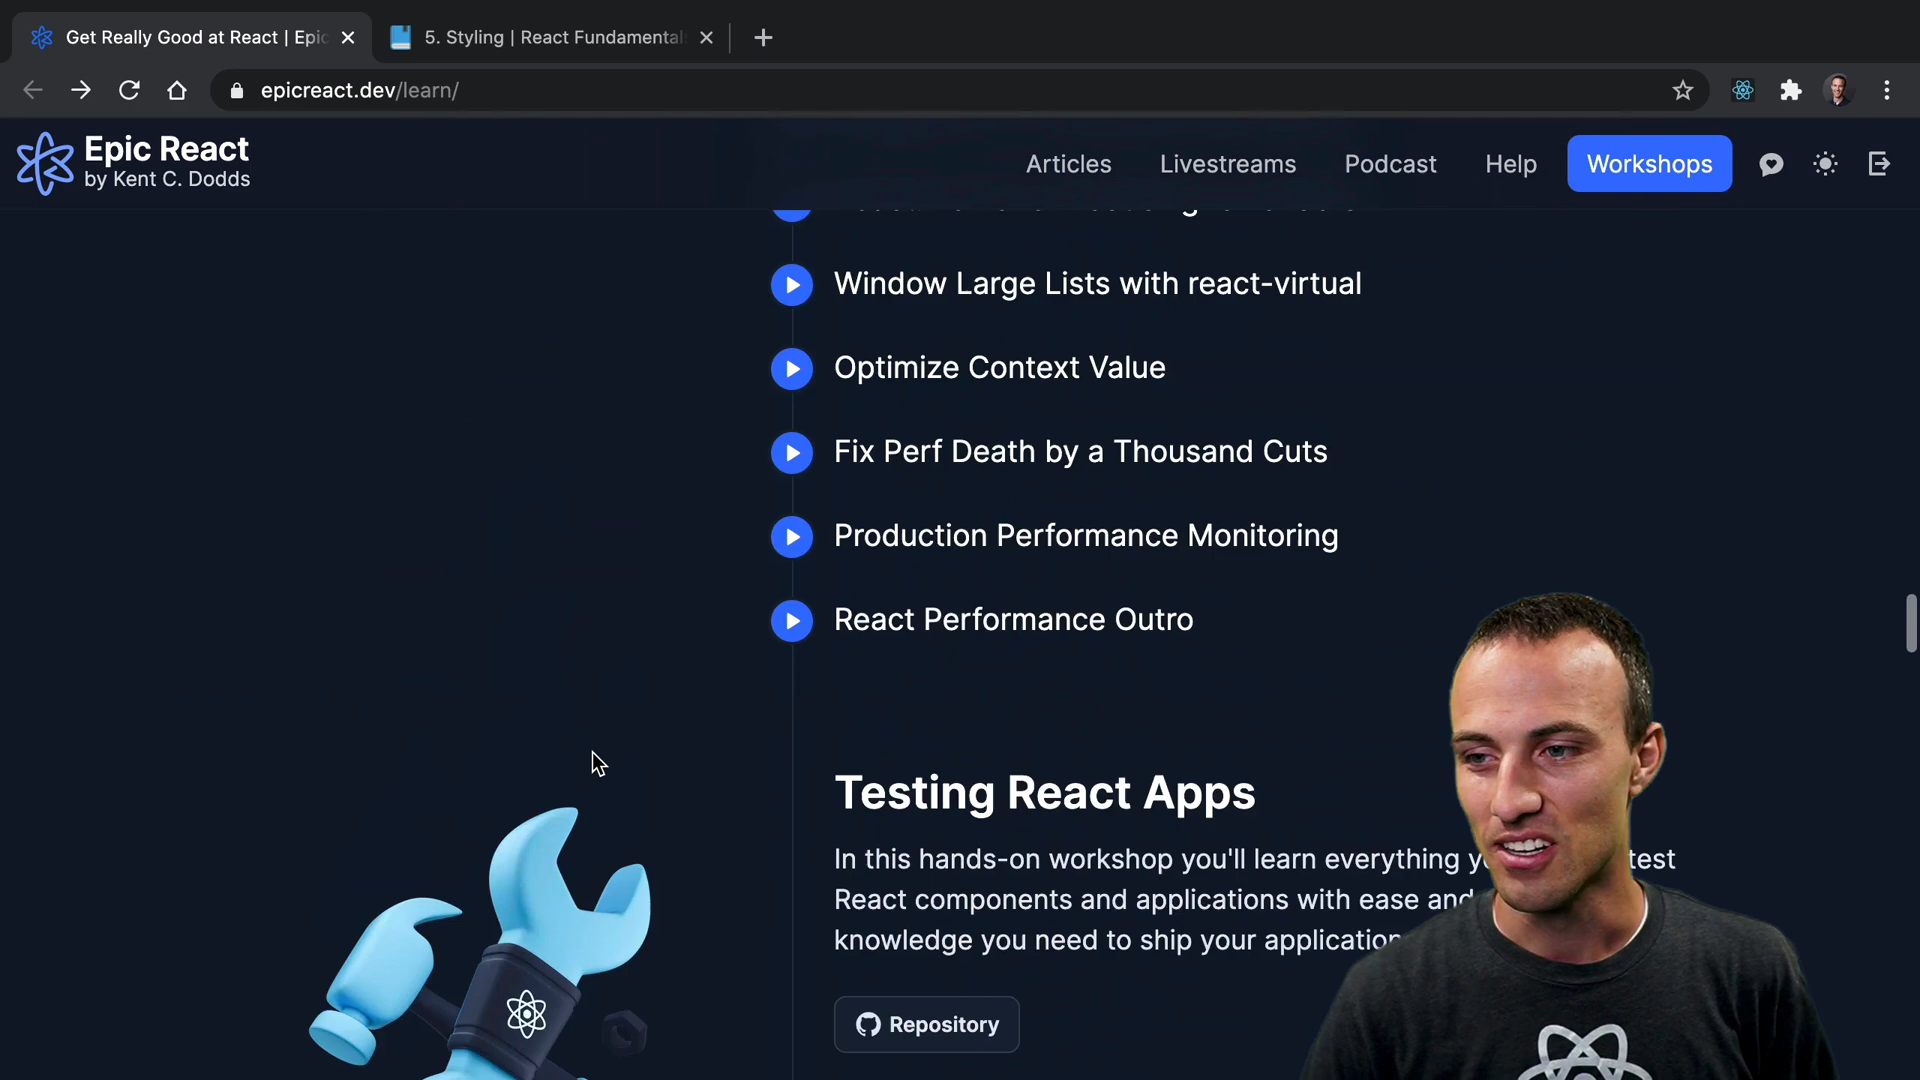 Get Really Good at React | Epic
5. Styling | React Fundamentals
epicreact.dev/learn/
Epic React
by Kent C. Dodds
Articles
Livestreams
Podcast
Help
Workshops
Window Large Lists with react-virtual
Optimize Context Value
Fix Perf Death by a Thousand Cuts
Production Performance Monitoring
React Performance Outro
Testing React Apps
In this hands-on workshop you'll learn everything test
React components and applications with ease and
knowledge you need to ship your application
Repository